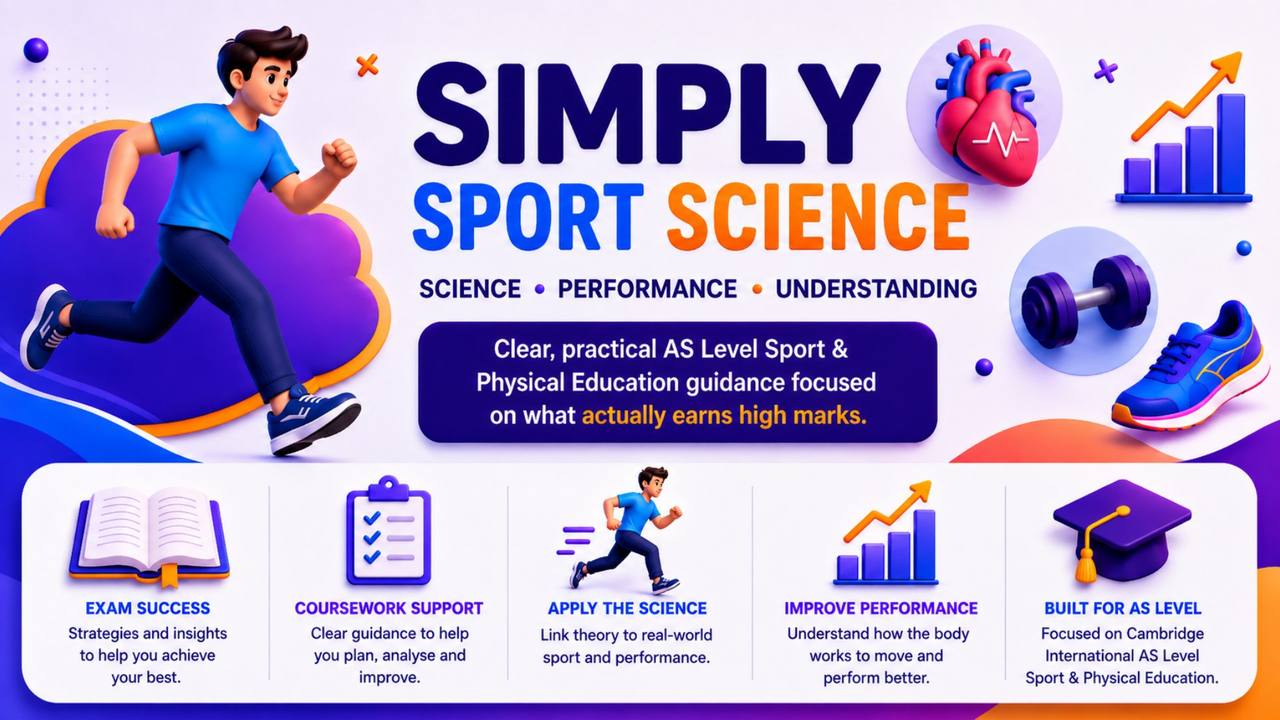 SIMPLY
SPORT SCIENCE
SCIENCE • PERFORMANCE • UNDERSTANDING
Clear, practical AS Level Sport &
Physical Education guidance focused
on what actually earns high marks.
EXAM SUCCESS
Strategies and insights
to help you achieve
your best.
COURSEWORK SUPPORT
Clear guidance to help
you plan, analyse and
improve.
APPLY THE SCIENCE
Link theory to real-world
sport and performance.
IMPROVE PERFORMANCE
Understand how the body
works to move and
perform better.
BUILT FOR AS LEVEL
Focused on Cambridge
International AS Level
Sport & Physical Education.